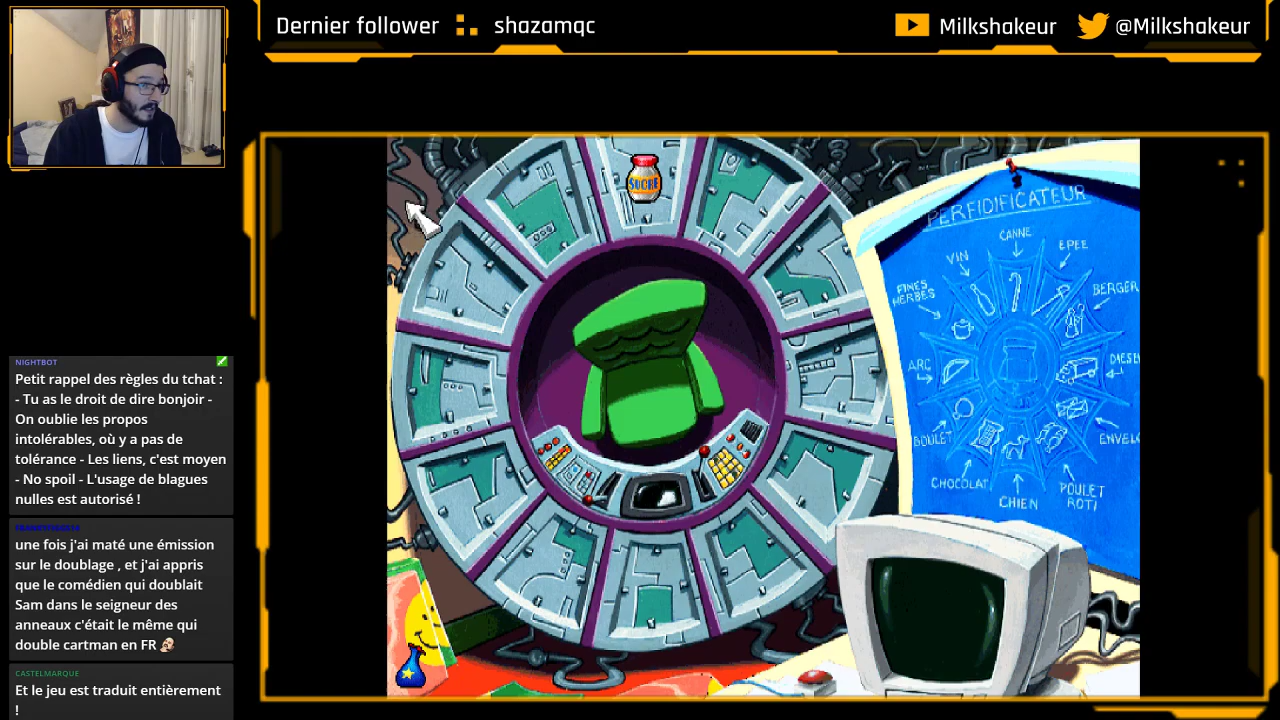 Dernier follower shazamqc
Milkshakeur @Milkshakeur
SUCRE
PERFIDIFICATEUR
CANNE
VIN
EPEE
FINES
HERBES
BERGER
ARC
DIESE
BOULET
ENVELO
CHOCOLAT
CHIEN
POULET
ROTI
NIGHTBOT
Petit rappel des règles du tchat :
- Tu as le droit de dire bonjoir -
On oublie les propos
intolérables, où y a pas de
tolérance - Les liens, c'est moyen
- No spoil - L'usage de blagues
nulles est autorisé !
une fois j'ai maté une émission
sur le doublage , et j'ai appris
que le comédien qui doublait
Sam dans le seigneur des
anneaux c'était le même qui
double cartman en FR
CASTELMARQUE
Et le jeu est traduit entièrement
!